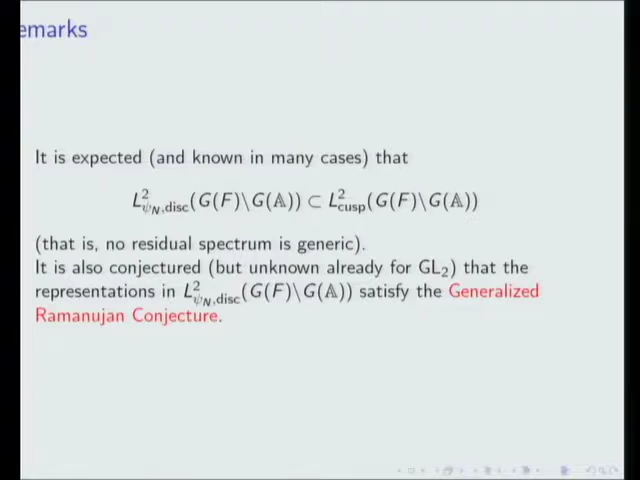 emarks
It is expected (and known in many cases) that
L²_{ψ_N,disc}(G(F)\G(𝔸)) ⊂ L²_{cusp}(G(F)\G(𝔸))
(that is, no residual spectrum is generic).
It is also conjectured (but unknown already for GL₂) that the
representations in L²_{ψ_N,disc}(G(F)\G(𝔸)) satisfy the Generalized
Ramanujan Conjecture.